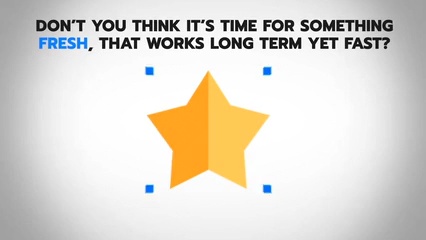 DON'T YOU THINK IT'S TIME FOR SOMETHING
FRESH, THAT WORKS LONG TERM YET FAST?